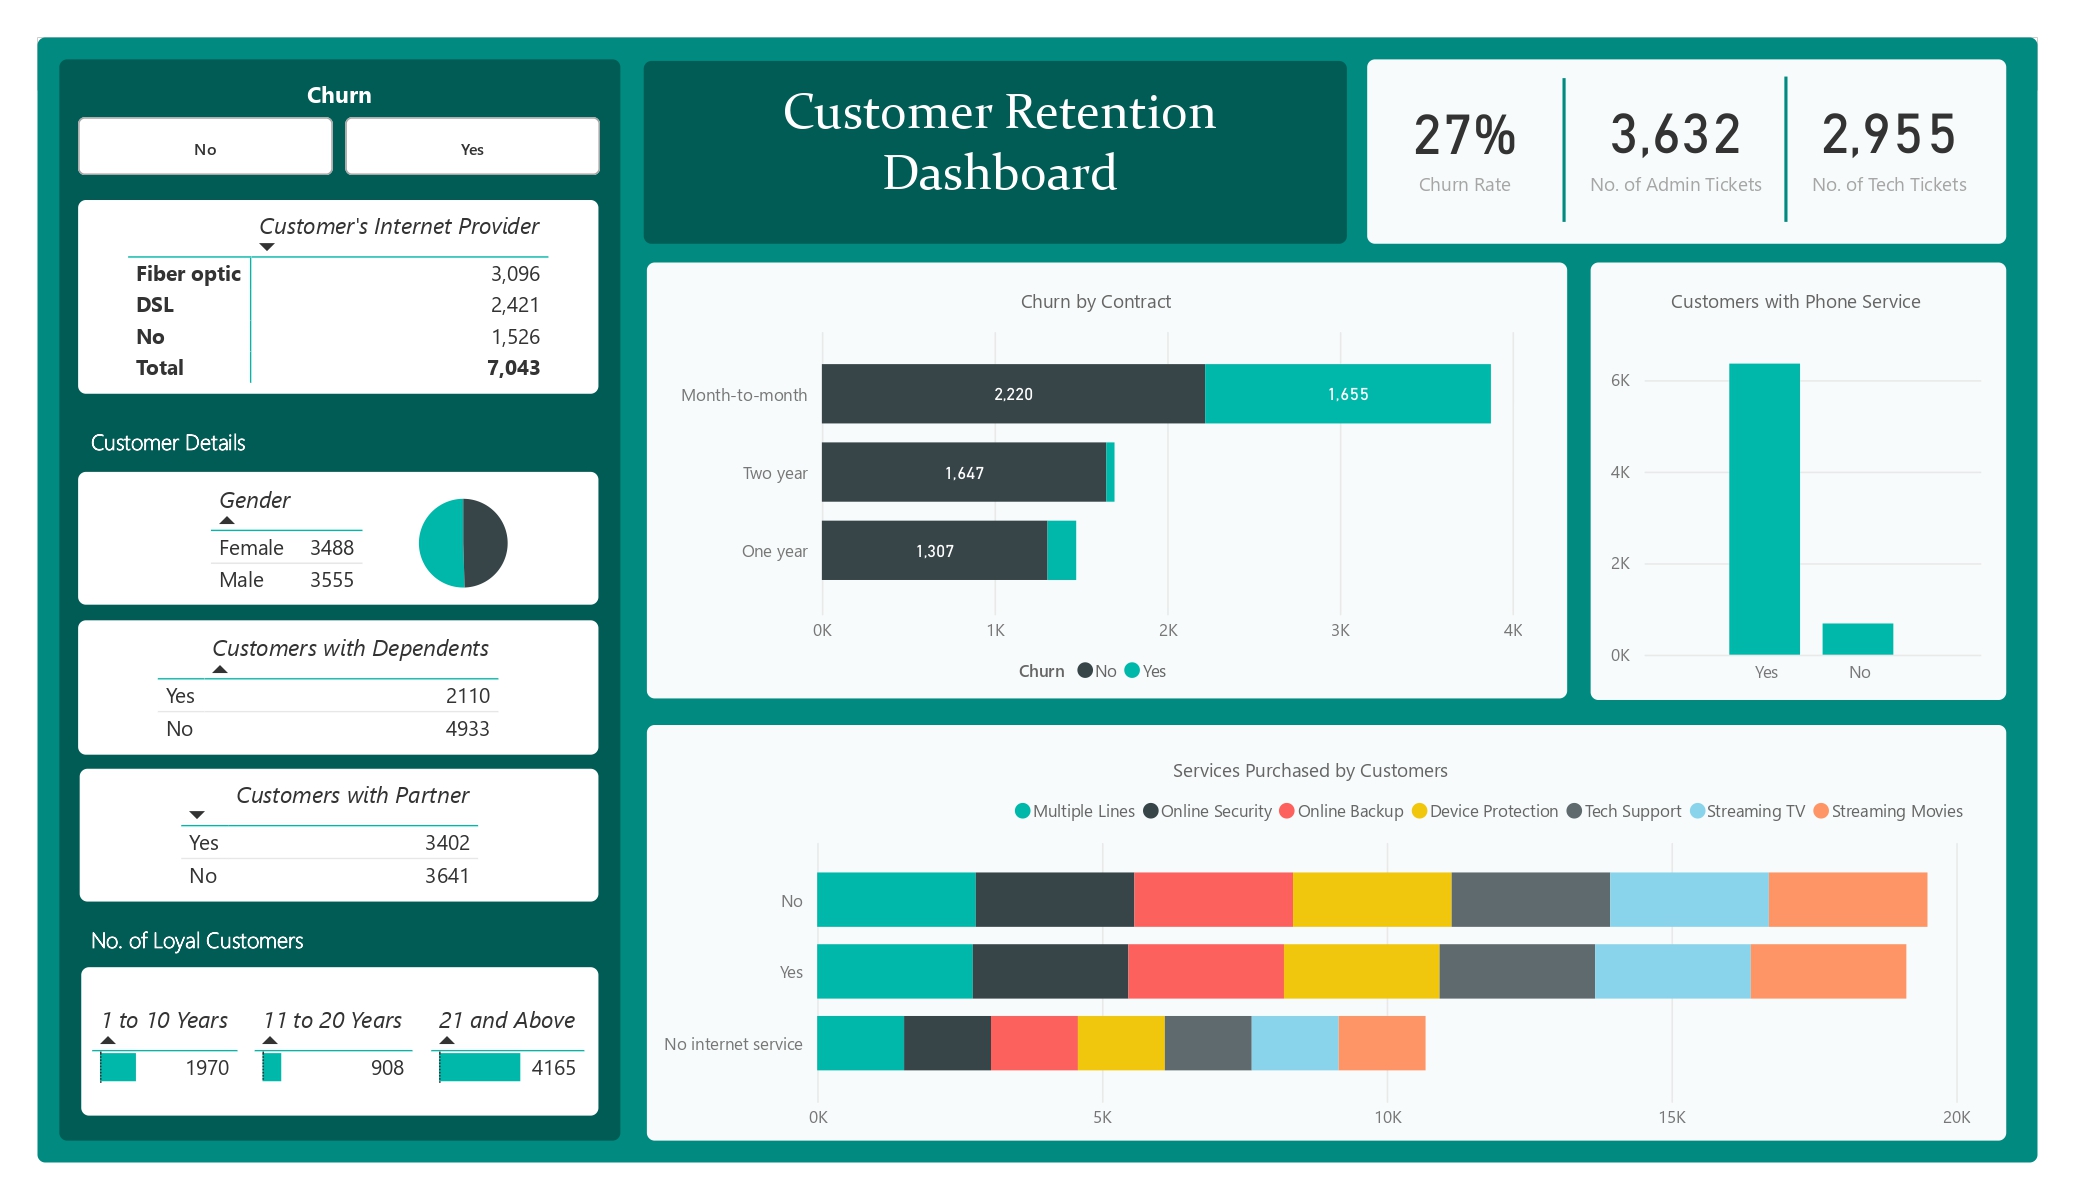 Churn
No
Yes
Customer's Internet Provider
Fiber optic 3,096
DSL 2,421
No 1,526
Total 7,043
Customer Details
Gender
Female 3488
Male 3555
Customers with Dependents
Yes 2110
No 4933
Customers with Partner
Yes 3402
No 3641
No. of Loyal Customers
1 to 10 Years
1970
11 to 20 Years
908
21 and Above
4165
Customer Retention
Dashboard
27%
Churn Rate
3,632
No. of Admin Tickets
2,955
No. of Tech Tickets
Churn by Contract
Month-to-month 2,220 1,655
Two year 1,647
One year 1,307
0K 1K 2K 3K 4K
Churn No Yes
Customers with Phone Service
6K
4K
2K
0K
Yes No
Services Purchased by Customers
Multiple Lines Online Security Online Backup Device Protection Tech Support Streaming TV Streaming Movies
No
Yes
No internet service
0K 5K 10K 15K 20K